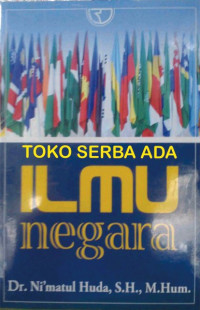 TOKO SERBA ADA
ILMU
negara
Dr. Ni'matul Huda, S.H., M.Hum.